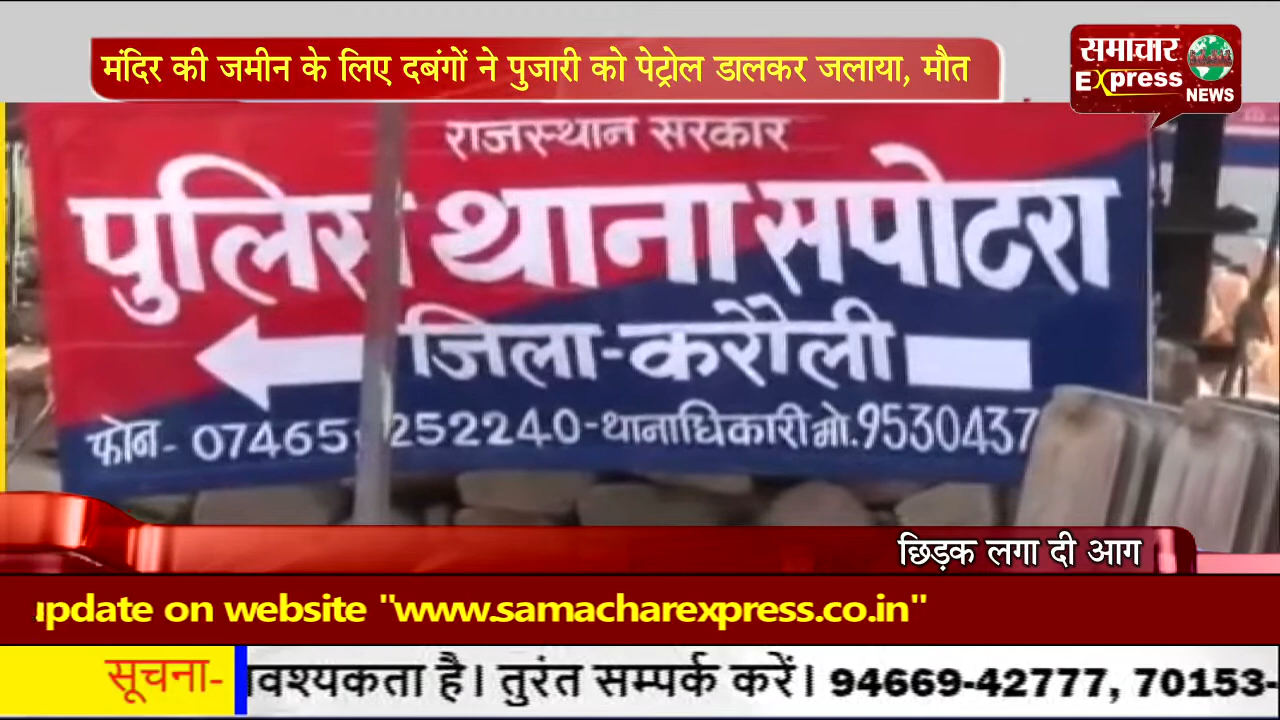 मंदिर की जमीन के लिए दबंगों ने पुजारी को पेट्रोल डालकर जलाया, मौत
समाचार
Express
NEWS
राजस्थान सरकार
पुलिस थाना सपोटरा
जिला-करौली
फोन- 07465 252240-थानाधिकारी मो.9530437
छिड़क लगा दी आग
update on website "www.samacharexpress.co.in"
सूचना- वश्यकता है। तुरंत सम्पर्क करें। 94669-42777, 70153-